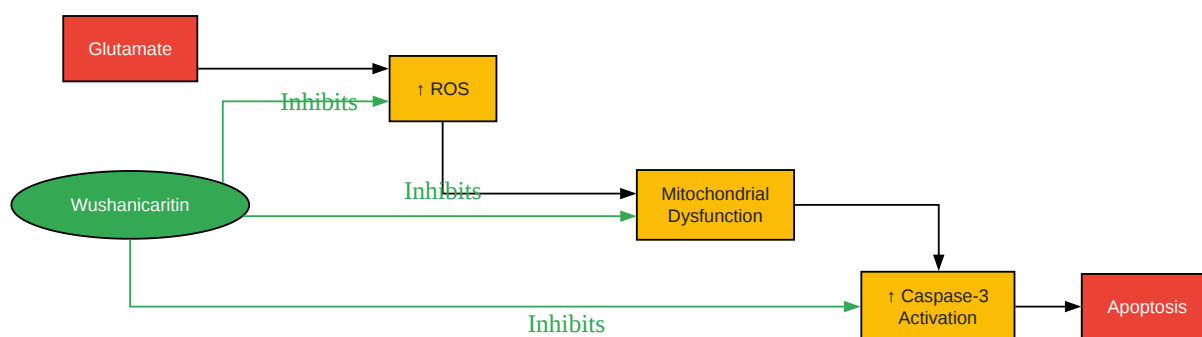 Glutamate
↑ ROS
Inhibits
Inhibits
Mitochondrial
Dysfunction
Wushanicaritin
↑ Caspase-3
Activation
Apoptosis
Inhibits